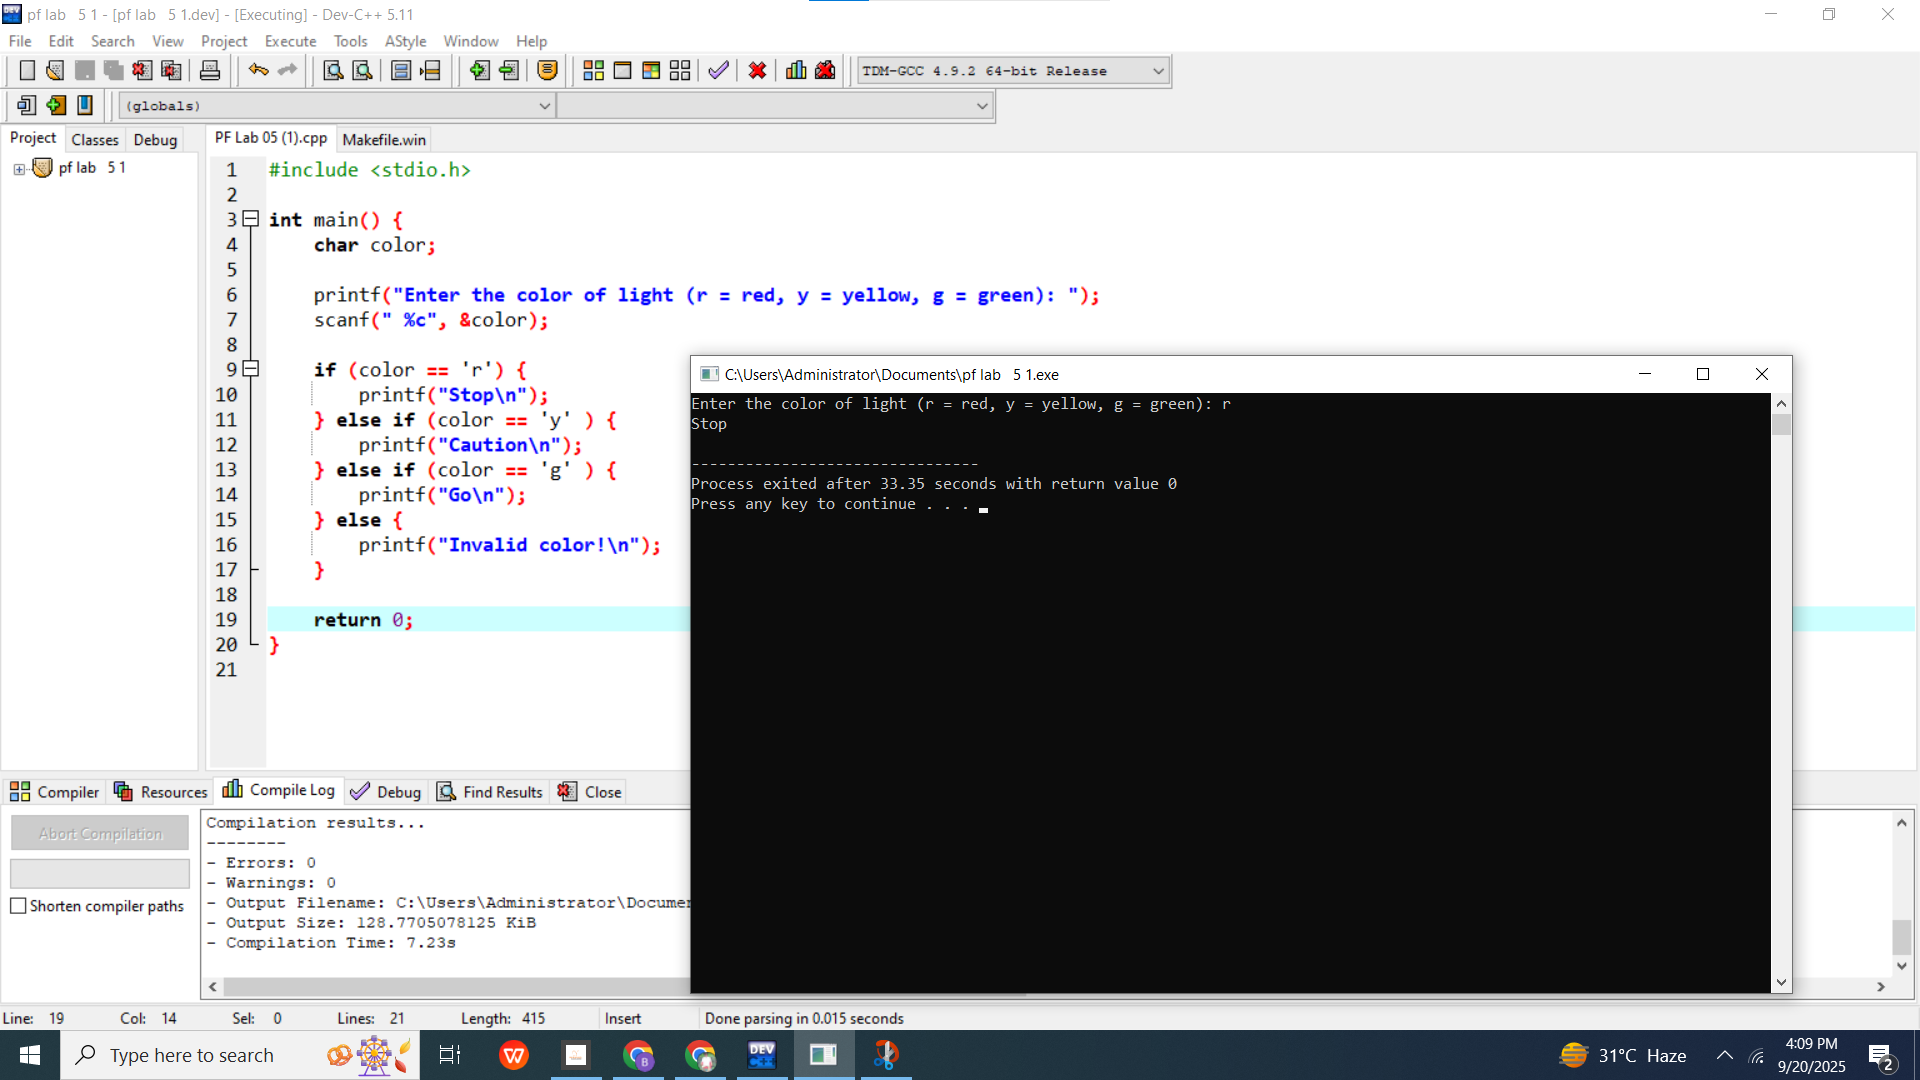 pf lab   5 1 - [pf lab   5 1.dev] - [Executing] - Dev-C++ 5.11
File Edit Search View Project Execute Tools AStyle Window Help
TDM-GCC 4.9.2 64-bit Release
(globals)
Project Classes Debug PF Lab 05 (1).cpp Makefile.win
pf lab   5 1
1 #include <stdio.h>
2
3 int main() {
4     char color;
5
6     printf("Enter the color of light (r = red, y = yellow, g = green): ");
7     scanf(" %c", &color);
8
9     if (color == 'r') {
10         printf("Stop\n");
11     } else if (color == 'y' ) {
12         printf("Caution\n");
13     } else if (color == 'g' ) {
14         printf("Go\n");
15     } else {
16         printf("Invalid color!\n");
17     }
18
19     return 0;
20 }
21
C:\Users\Administrator\Documents\pf lab   5 1.exe
Enter the color of light (r = red, y = yellow, g = green): r
Stop
--------------------------------
Process exited after 33.35 seconds with return value 0
Press any key to continue . . .
Compiler Resources Compile Log Debug Find Results Close
Abort Compilation
Shorten compiler paths
Compilation results...
--------
- Errors: 0
- Warnings: 0
- Output Filename: C:\Users\Administrator\Documen
- Output Size: 128.7705078125 KiB
- Compilation Time: 7.23s
Line: 19 Col: 14 Sel: 0 Lines: 21 Length: 415 Insert Done parsing in 0.015 seconds
Type here to search
W
B
DEV C++
31°C Haze
4:09 PM
9/20/2025
2